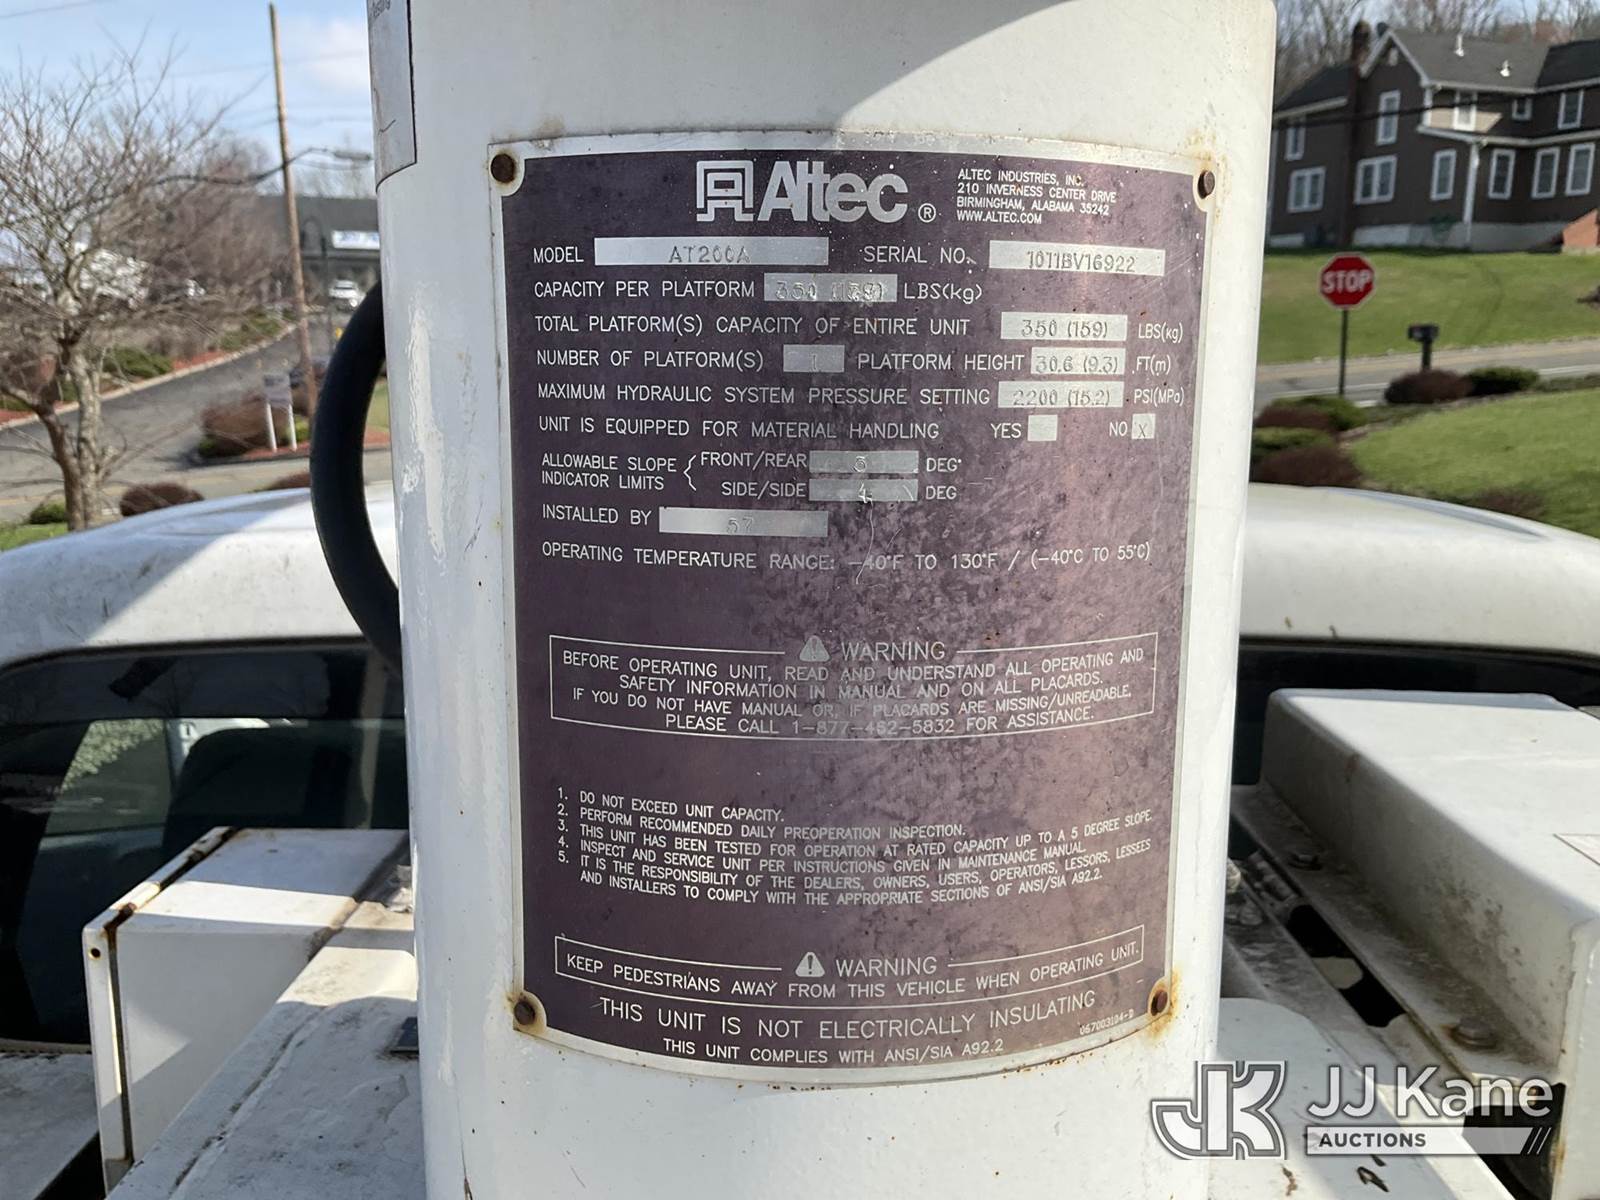 Altec ®
ALTEC INDUSTRIES, INC.
210 INVERNESS CENTER DRIVE
BIRMINGHAM, ALABAMA 35242
WWW.ALTEC.COM
MODEL AT200A SERIAL NO. 1011BV16922
CAPACITY PER PLATFORM 350 (159) LBS(kg)
TOTAL PLATFORM(S) CAPACITY OF ENTIRE UNIT 350 (159) LBS(kg)
NUMBER OF PLATFORM(S) 1 PLATFORM HEIGHT 30.6 (9.3) FT(m)
MAXIMUM HYDRAULIC SYSTEM PRESSURE SETTING 2200 (15.2) PSI(MPa)
UNIT IS EQUIPPED FOR MATERIAL HANDLING YES NO X
ALLOWABLE SLOPE INDICATOR LIMITS { FRONT/REAR 3 DEG
SIDE/SIDE 4 DEG
INSTALLED BY 57
OPERATING TEMPERATURE RANGE: -40°F TO 130°F / (-40°C TO 55°C)
WARNING
BEFORE OPERATING UNIT, READ AND UNDERSTAND ALL OPERATING AND
SAFETY INFORMATION IN MANUAL AND ON ALL PLACARDS.
IF YOU DO NOT HAVE MANUAL OR, IF PLACARDS ARE MISSING/UNREADABLE,
PLEASE CALL 1-877-462-5832 FOR ASSISTANCE.
1. DO NOT EXCEED UNIT CAPACITY.
2. PERFORM RECOMMENDED DAILY PREOPERATION INSPECTION.
3. THIS UNIT HAS BEEN TESTED FOR OPERATION AT RATED CAPACITY UP TO A 5 DEGREE SLOPE.
4. INSPECT AND SERVICE UNIT PER INSTRUCTIONS GIVEN IN MAINTENANCE MANUAL.
5. IT IS THE RESPONSIBILITY OF THE DEALERS, OWNERS, USERS, OPERATORS, LESSORS, LESSEES
AND INSTALLERS TO COMPLY WITH THE APPROPRIATE SECTIONS OF ANSI/SIA A92.2.
WARNING
KEEP PEDESTRIANS AWAY FROM THIS VEHICLE WHEN OPERATING UNIT.
THIS UNIT IS NOT ELECTRICALLY INSULATING
067003104-D
THIS UNIT COMPLIES WITH ANSI/SIA A92.2
STOP
JK JJ Kane
AUCTIONS